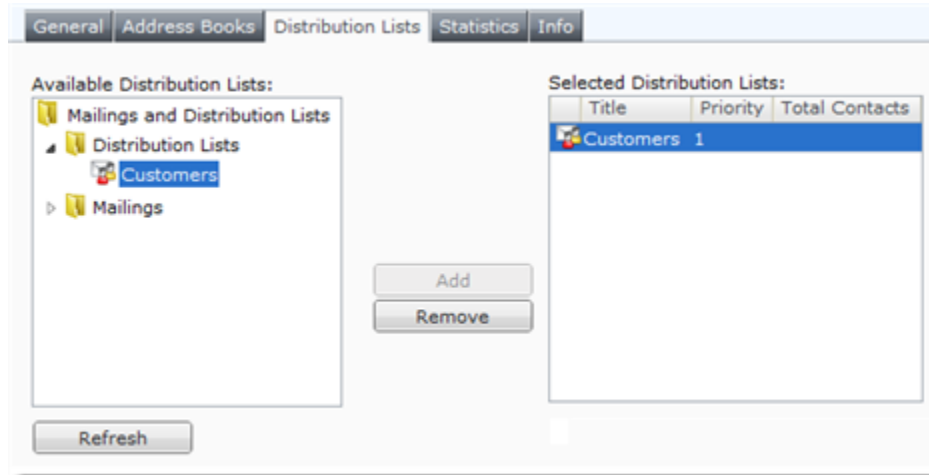 General Address Books Distribution Lists Statistics Info
Available Distribution Lists:
Mailings and Distribution Lists
Distribution Lists
Customers
Mailings
Add
Remove
Refresh
Selected Distribution Lists:
Title Priority Total Contacts
Customers 1